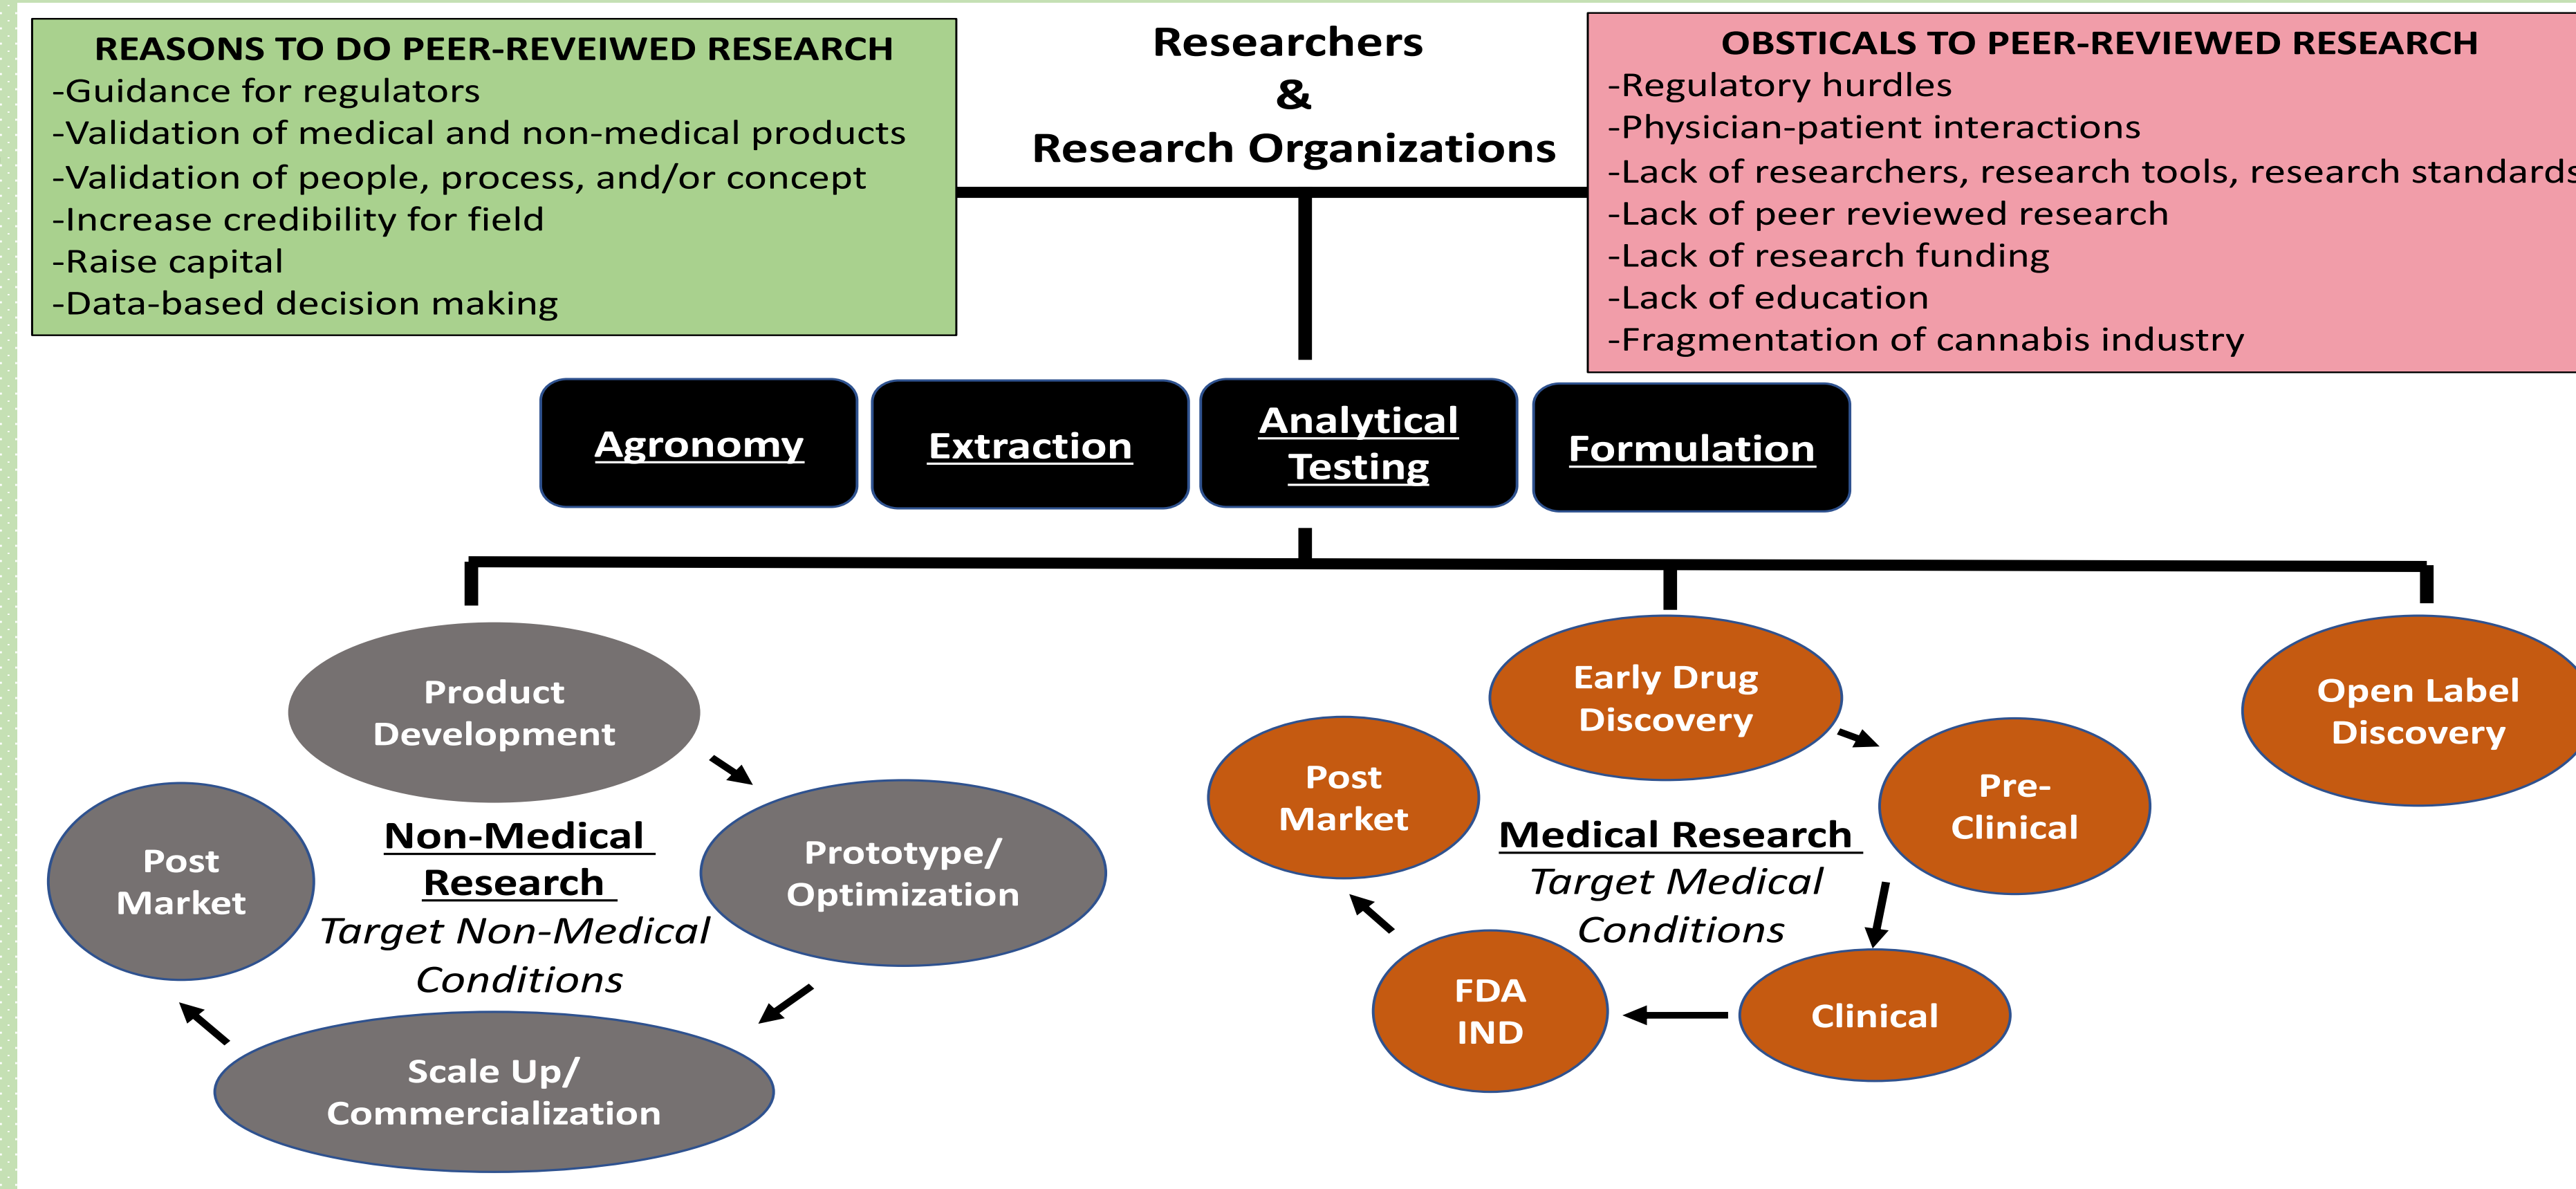 REASONS TO DO PEER-REVEIWED RESEARCH
-Guidance for regulators
-Validation of medical and non-medical products
-Validation of people, process, and/or concept
-Increase credibility for field
-Raise capital
-Data-based decision making
Researchers
&
Research Organizations
OBSTICALS TO PEER-REVIEWED RESEARCH
-Regulatory hurdles
-Physician-patient interactions
-Lack of researchers, research tools, research standards
-Lack of peer reviewed research
-Lack of research funding
-Lack of education
-Fragmentation of cannabis industry
Agronomy
Extraction
Analytical
Testing
Formulation
Product
Development
Prototype/
Optimization
Scale Up/
Commercialization
Post
Market
Non-Medical
Research
Target Non-Medical
Conditions
Early Drug
Discovery
Pre-
Clinical
Clinical
FDA
IND
Post
Market
Medical Research
Target Medical
Conditions
Open Label
Discovery